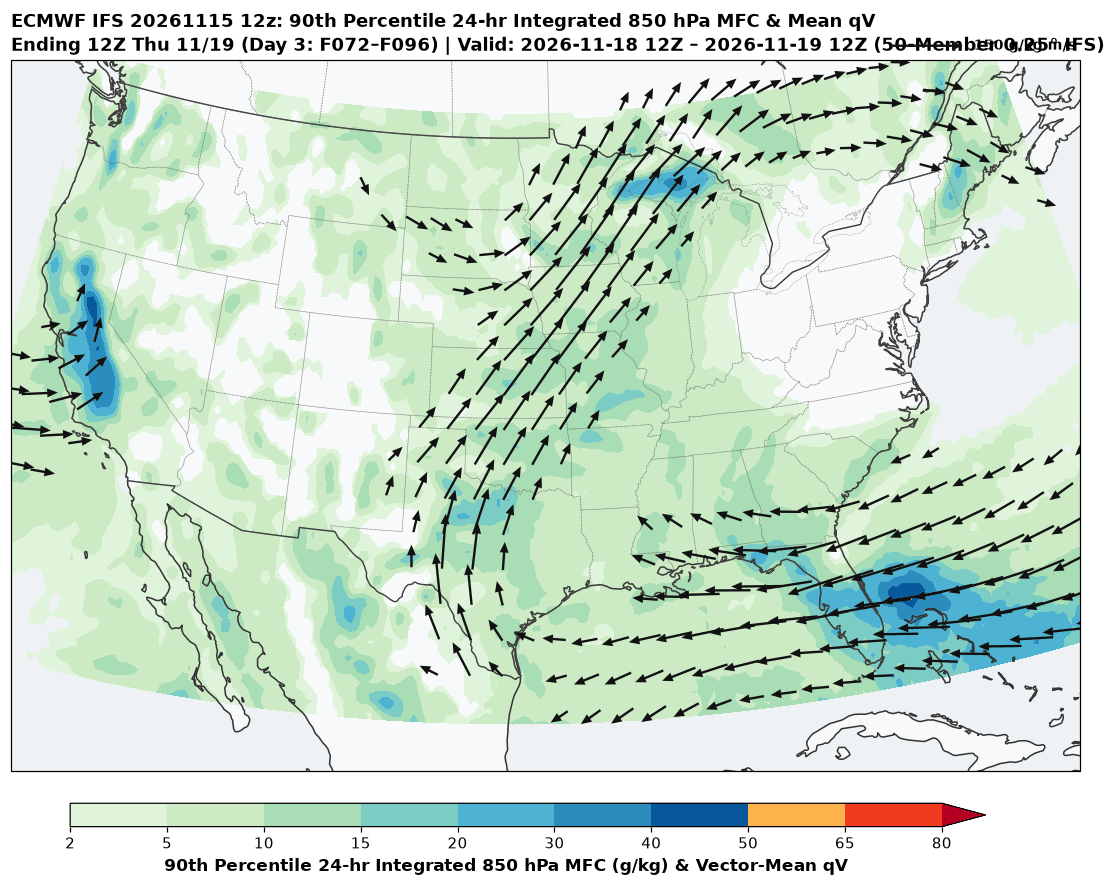 ECMWF IFS 20261115 12z: 90th Percentile 24-hr Integrated 850 hPa MFC & Mean qV
Ending 12Z Thu 11/19 (Day 3: F072–F096) | Valid: 2026-11-18 12Z – 2026-11-19 12Z (50-Member 0.25° IFS)
2 5 10 15 20 30 40 50 65 80
90th Percentile 24-hr Integrated 850 hPa MFC (g/kg) & Vector-Mean qV